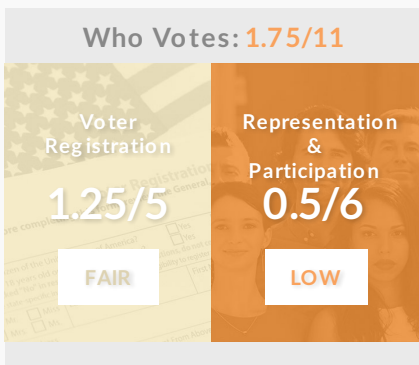 Who Votes: 1.75/11
Voter
Registration
1.25/5
FAIR
Representation
&
Participation
0.5/6
LOW